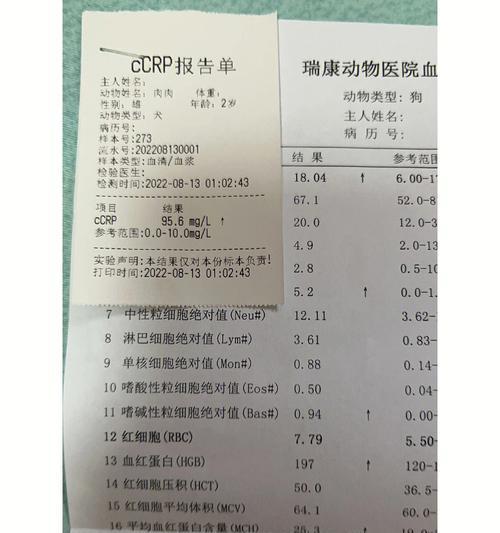 cCRP报告单
主人姓名:
动物姓名: 肉肉 体重:
性别: 雄 年龄: 2岁
动物类型: 犬
病历号:
样本号:273
流水号:202208130001
样本类型:血清/血浆
检验医生:
检测时间:2022-08-13 01:02:43
项目 结果
cCRP 95.6 mg/L ↑
参考范围:0.0-10.0mg/L
实验声明:本结果仅对本份标本负责!
打印时间:2022-08-13 01:02:43
瑞康动物医院血
动物类型: 狗
主人姓名:
病 历 号:
结 果 参考范围
18.04 ↑ 6.00-17
67.1 52.0-8
20.0 12.0-3
4.9 2.0-13
2.8 0.5-10
5.2 ↑ 0.0-1.
7 中性粒细胞绝对值(Neu#) 12.11 3.62-
8 淋巴细胞绝对值(Lym#) 3.61 0.83-
9 单核细胞绝对值(Mon#) 0.88 0.14-
10 嗜酸性粒细胞绝对值(Eos#) 0.50 0.04-
11 嗜碱性粒细胞绝对值(Bas#) 0.94 ↑ 0.00-
12 红细胞(RBC) 7.79 5.50-
13 血红蛋白(HGB) 197 ↑ 120-1
14 红细胞压积(HCT) 50.0 36.5-
15 红细胞平均体积(MCV) 64.1 60.0-
16 平均血红蛋白含量(MCH) 25.3 ↑